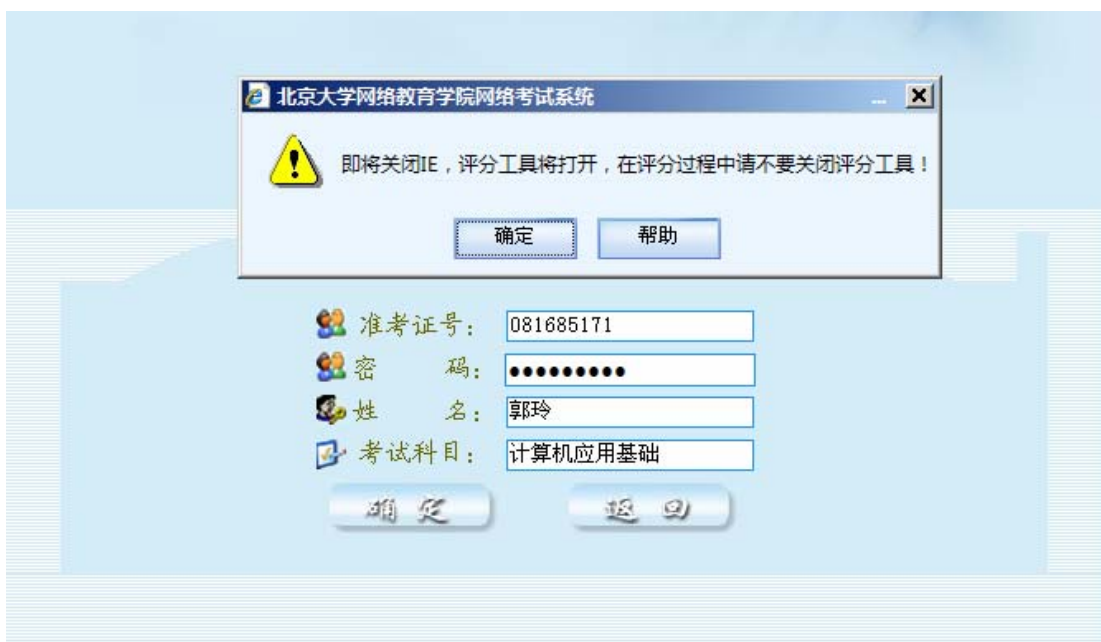 北京大学网络教育学院网络考试系统
即将关闭IE，评分工具将打开，在评分过程中请不要关闭评分工具！
确定 帮助
准考证号： 081685171
密 码： ●●●●●●●●●
姓 名： 郭玲
考试科目： 计算机应用基础
确 定 返 回